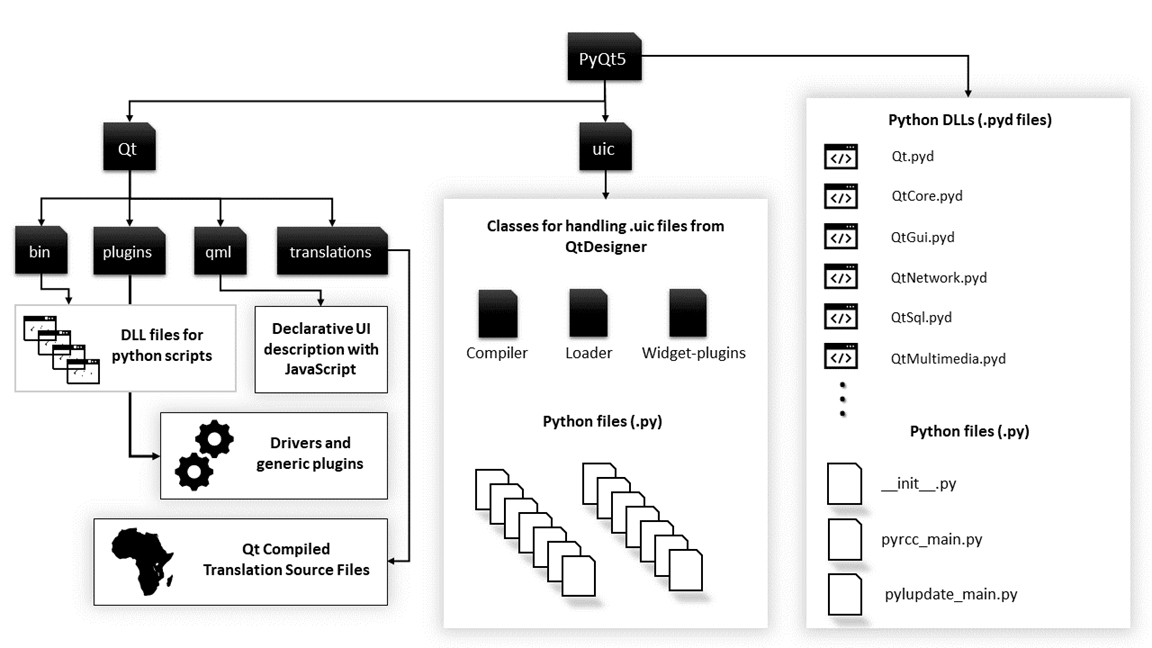 PyQt5
Qt
uic
bin
plugins
qml
translations
DLL files for
python scripts
Declarative UI
description with
JavaScript
Drivers and
generic plugins
Qt Compiled
Translation Source Files
Classes for handling .uic files from
QtDesigner
Compiler
Loader
Widget-plugins
Python files (.py)
Python DLLs (.pyd files)
</> Qt.pyd
</> QtCore.pyd
</> QtGui.pyd
</> QtNetwork.pyd
</> QtSql.pyd
</> QtMultimedia.pyd
Python files (.py)
__init__.py
pyrcc_main.py
pylupdate_main.py